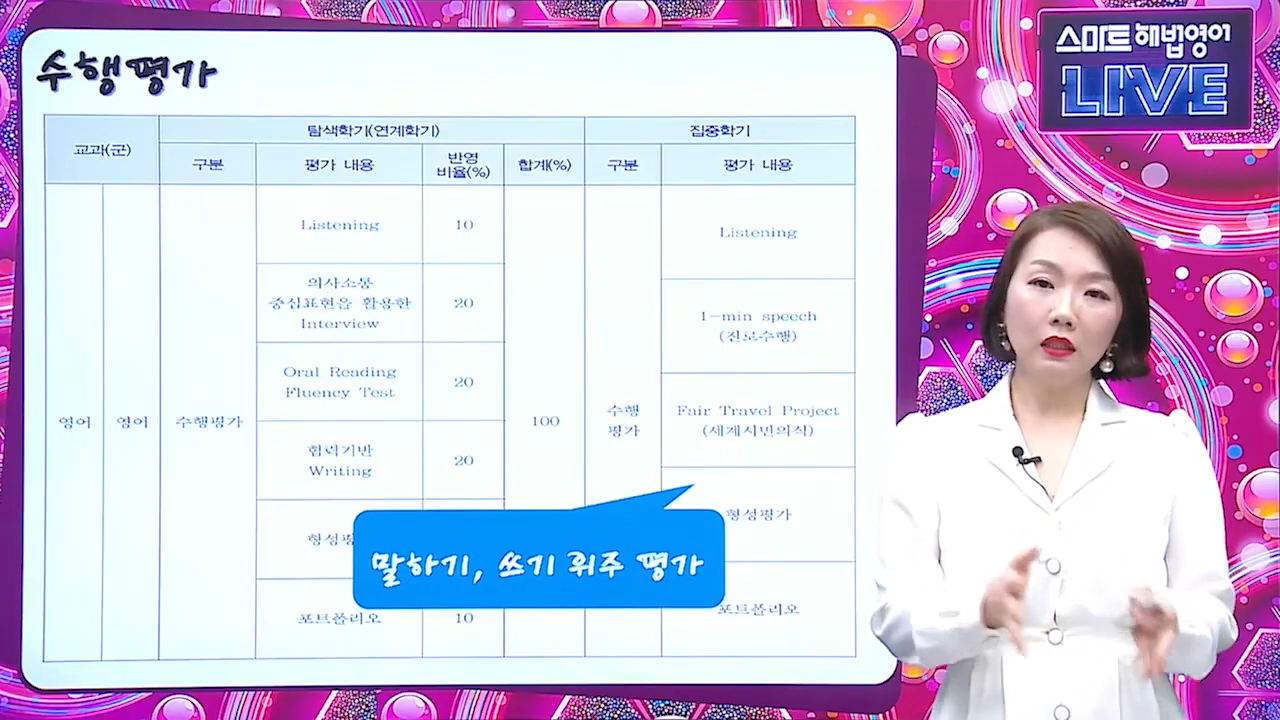 수행평가
스마트해법영어
LIVE
교과(군)
탐색학기(연계학기)
집중학기
구분
평가 내용
반영
비율(%)
합계(%)
구분
평가 내용
영어
영어
수행평가
Listening
10
의사소통
중심표현을 활용한
Interview
20
Oral Reading
Fluency Test
20
협력기반
Writing
20
포트폴리오
10
100
수행
평가
Listening
1-min speech
(진로수행)
Fair Travel Project
(세계시민의식)
형성평가
포트폴리오
말하기, 쓰기 위주 평가